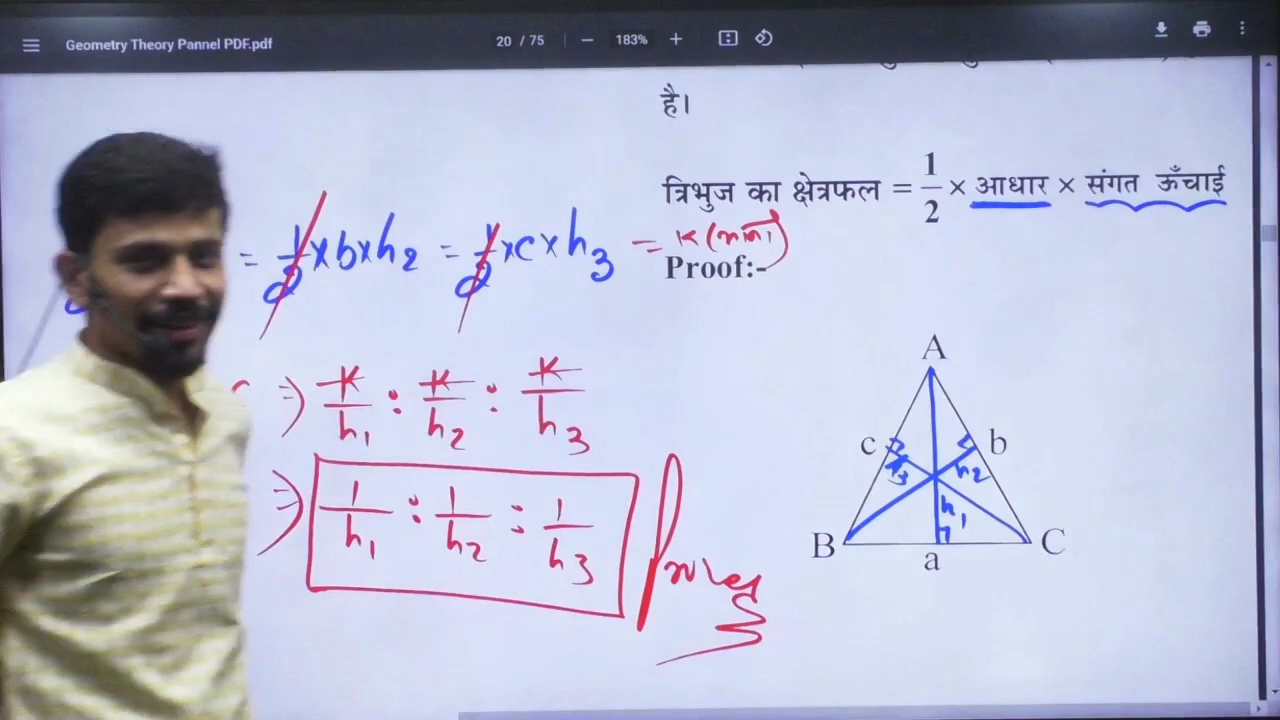 Geometry Theory Pannel PDF.pdf
20 / 75
183%
है।
त्रिभुज का क्षेत्रफल = 1/2 × आधार × संगत ऊँचाई
= 1/2 × b × h₂ = 1/2 × c × h₃ = K (माना)
Proof:-
⇒ K/h₁ : K/h₂ : K/h₃
⇒ 1/h₁ : 1/h₂ : 1/h₃
A
c b
h₃ h₂
h₁
B C
a